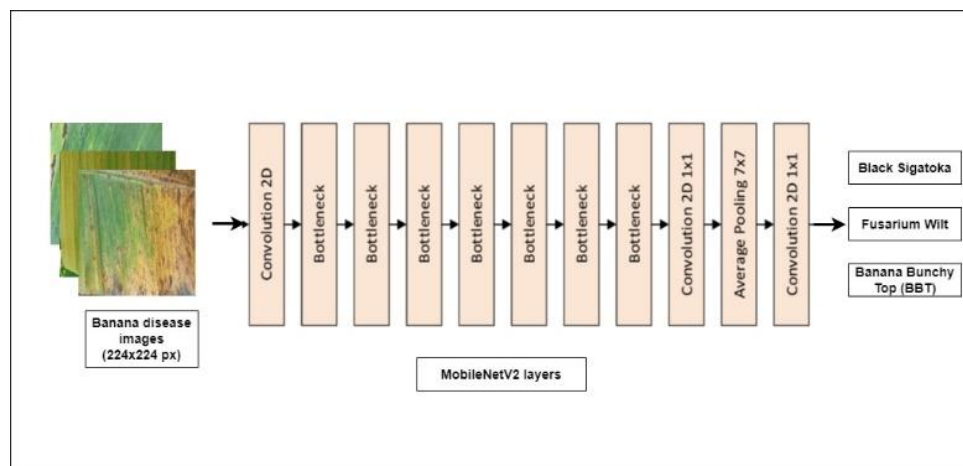 Banana disease
images
(224x224 px)
Convolution 2D
Bottleneck
Bottleneck
Bottleneck
Bottleneck
Bottleneck
Bottleneck
Bottleneck
Convolution 2D 1x1
Average Pooling 7x7
Convolution 2D 1x1
MobileNetV2 layers
Black Sigatoka
Fusarium Wilt
Banana Bunchy
Top (BBT)